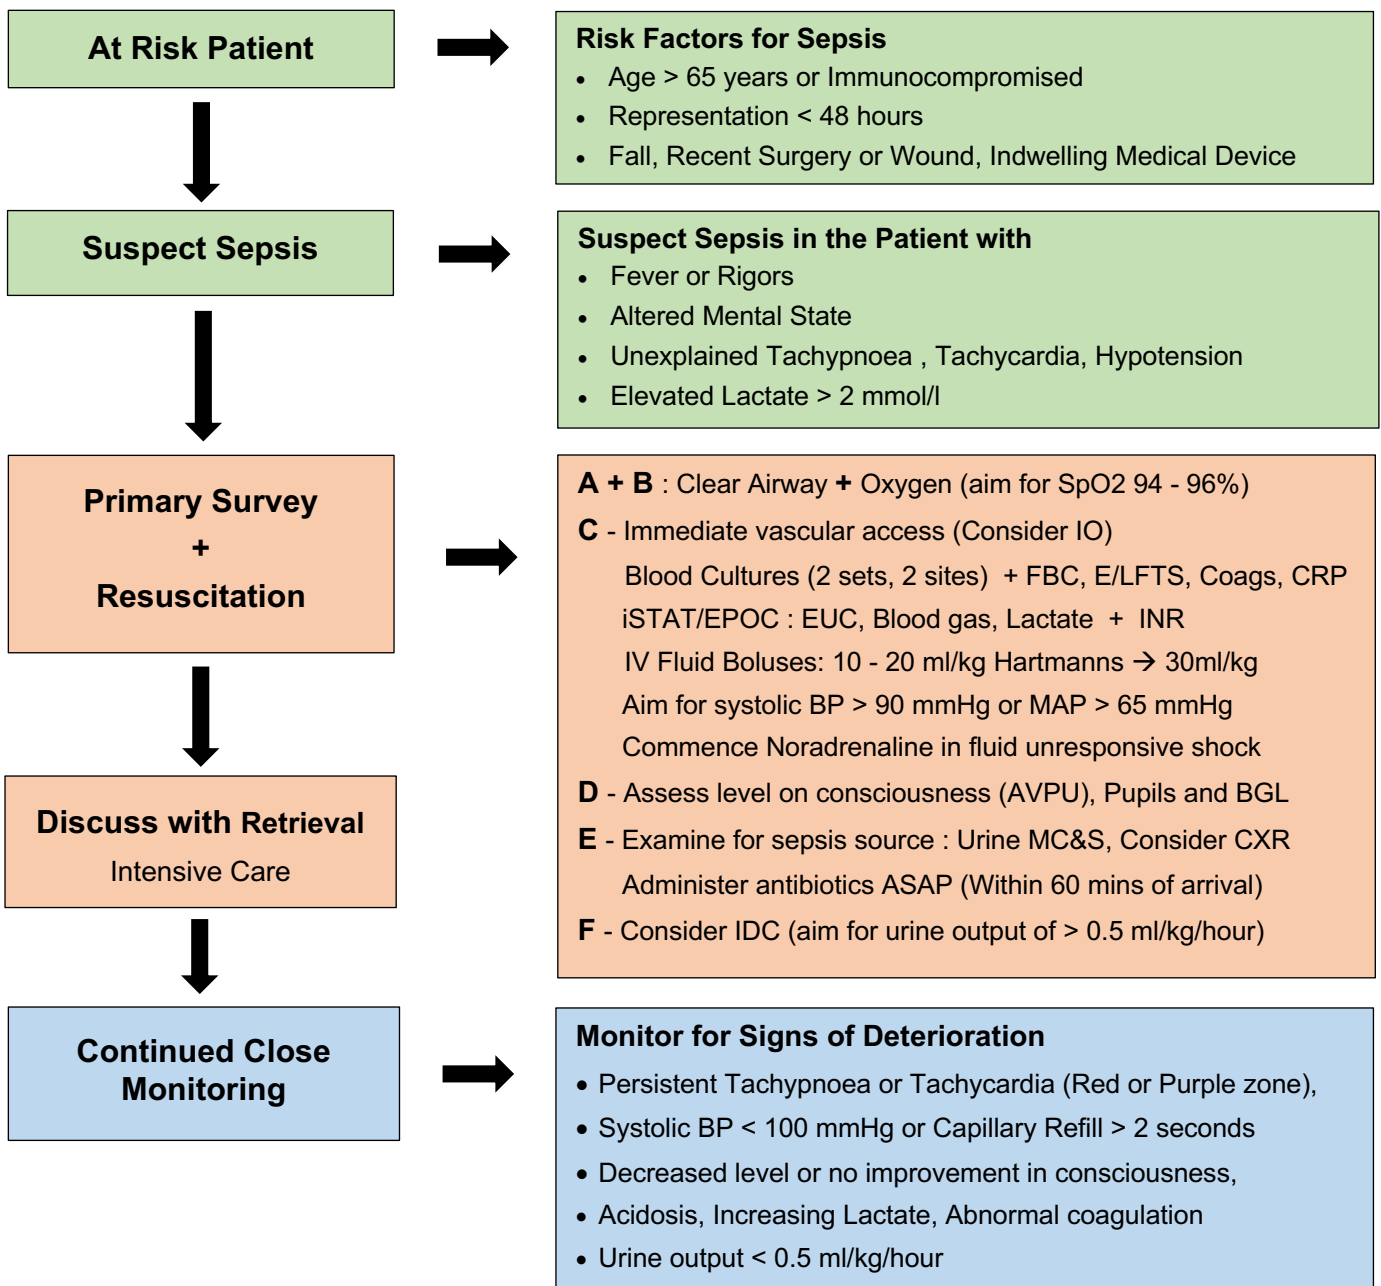 At Risk Patient
Risk Factors for Sepsis
• Age > 65 years or Immunocompromised
• Representation < 48 hours
• Fall, Recent Surgery or Wound, Indwelling Medical Device
Suspect Sepsis
Suspect Sepsis in the Patient with
• Fever or Rigors
• Altered Mental State
• Unexplained Tachypnoea , Tachycardia, Hypotension
• Elevated Lactate > 2 mmol/l
Primary Survey
+
Resuscitation
A + B : Clear Airway + Oxygen (aim for SpO2 94 - 96%)
C - Immediate vascular access (Consider IO)
Blood Cultures (2 sets, 2 sites) + FBC, E/LFTS, Coags, CRP
iSTAT/EPOC : EUC, Blood gas, Lactate + INR
IV Fluid Boluses: 10 - 20 ml/kg Hartmanns → 30ml/kg
Aim for systolic BP > 90 mmHg or MAP > 65 mmHg
Commence Noradrenaline in fluid unresponsive shock
D - Assess level on consciousness (AVPU), Pupils and BGL
E - Examine for sepsis source : Urine MC&S, Consider CXR
Administer antibiotics ASAP (Within 60 mins of arrival)
F - Consider IDC (aim for urine output of > 0.5 ml/kg/hour)
Discuss with Retrieval
Intensive Care
Continued Close
Monitoring
Monitor for Signs of Deterioration
• Persistent Tachypnoea or Tachycardia (Red or Purple zone),
• Systolic BP < 100 mmHg or Capillary Refill > 2 seconds
• Decreased level or no improvement in consciousness,
• Acidosis, Increasing Lactate, Abnormal coagulation
• Urine output < 0.5 ml/kg/hour